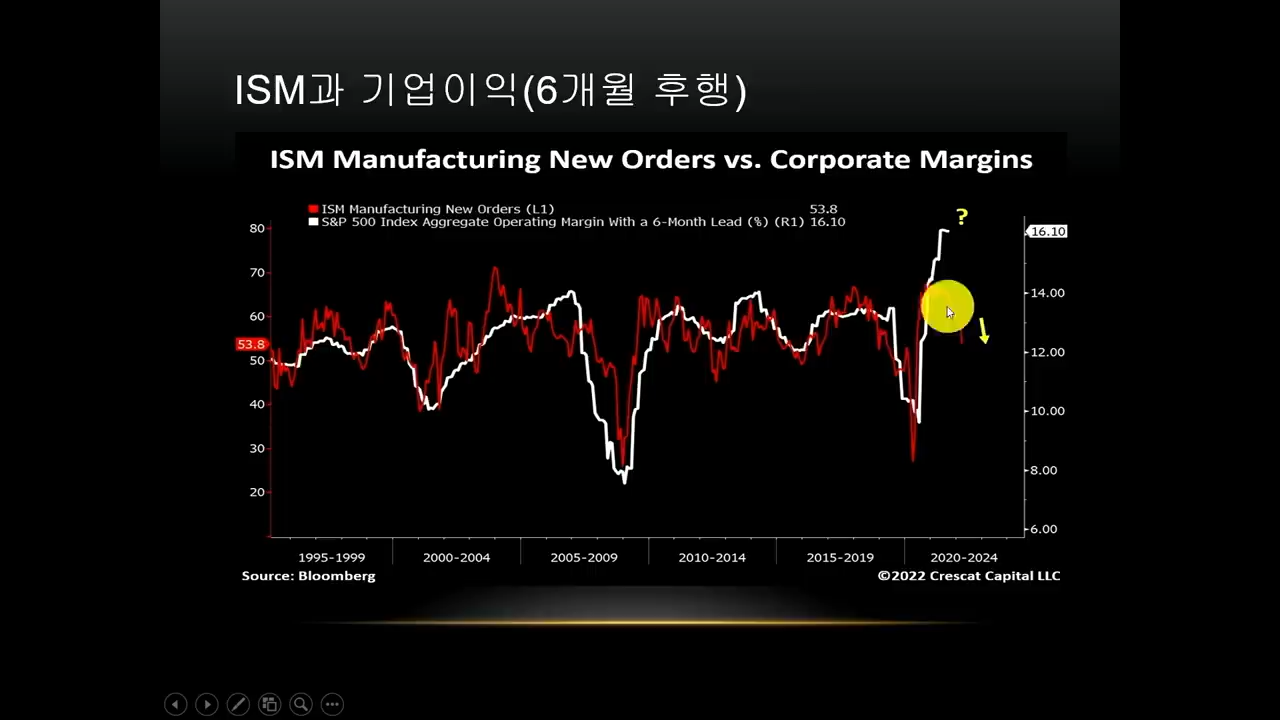 ISM과 기업이익(6개월 후행)
ISM Manufacturing New Orders vs. Corporate Margins
ISM Manufacturing New Orders (L1) 53.8
S&P 500 Index Aggregate Operating Margin With a 6-Month Lead (%) (R1) 16.10
?
80
70
60
53.8
50
40
30
20
16.10
14.00
12.00
10.00
8.00
6.00
1995-1999 2000-2004 2005-2009 2010-2014 2015-2019 2020-2024
Source: Bloomberg ©2022 Crescat Capital LLC